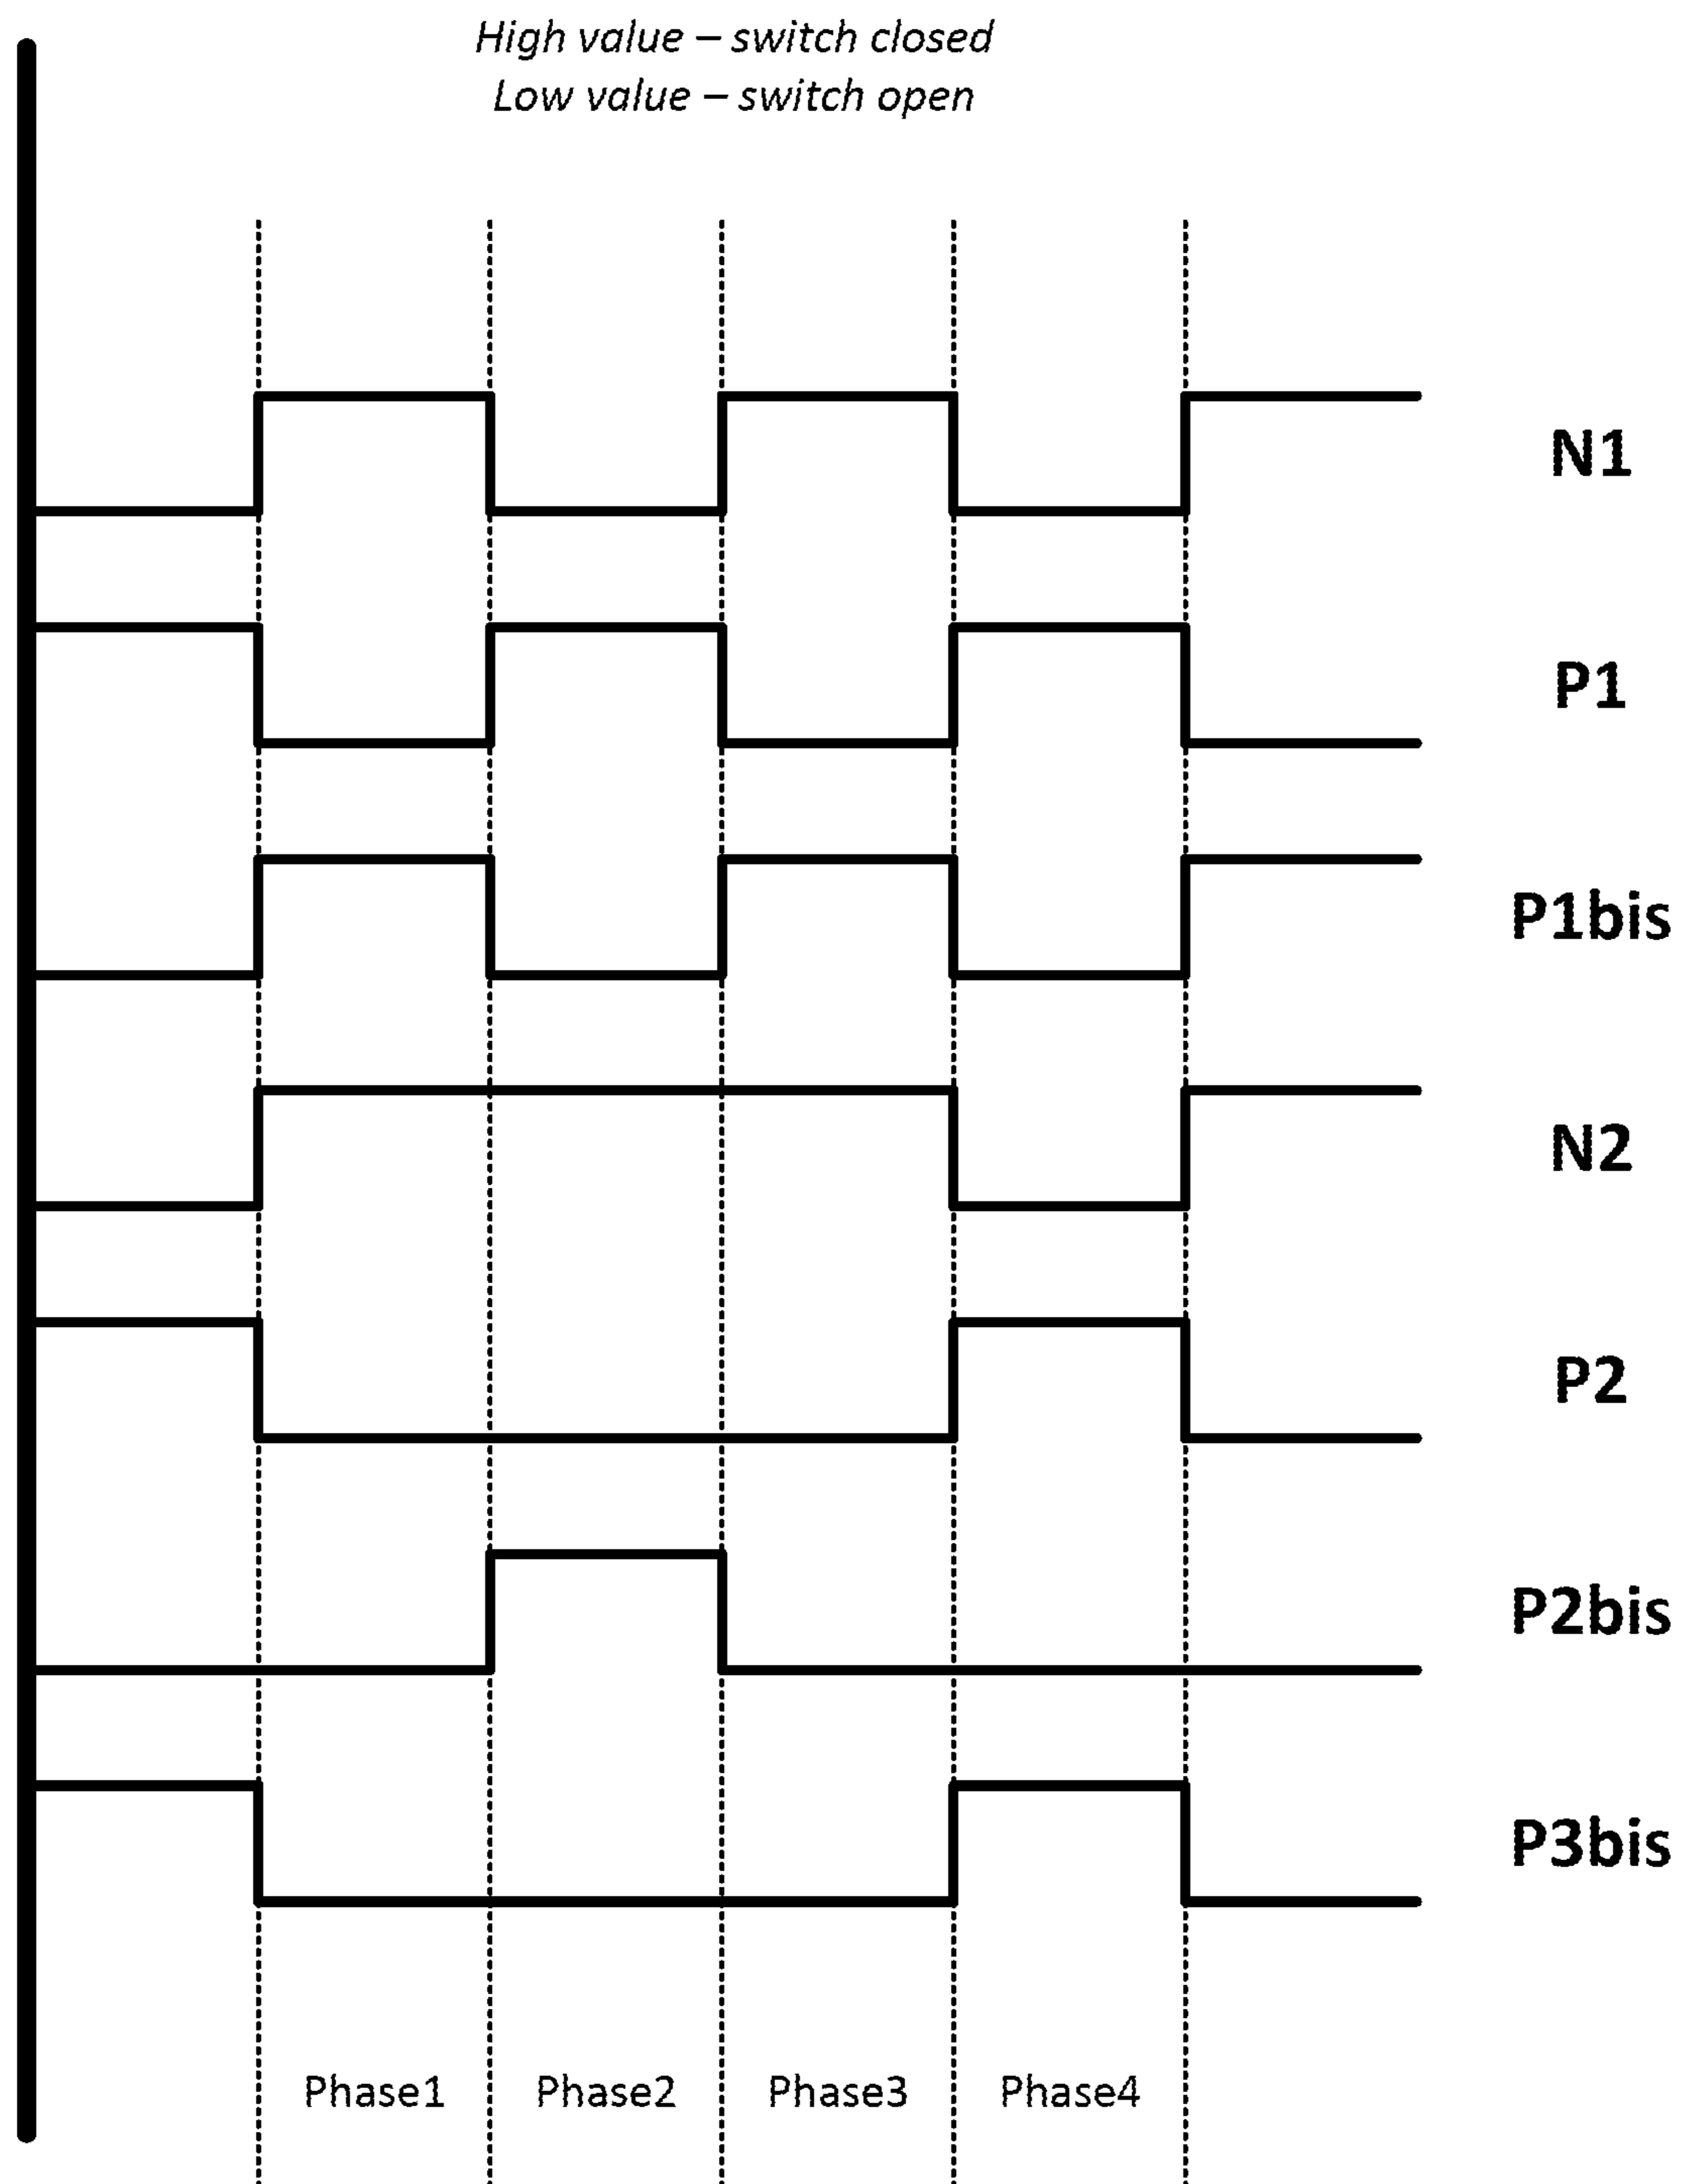 High value – switch closed
Low value – switch open
N1
P1
P1bis
N2
P2
P2bis
P3bis
Phase1 Phase2 Phase3 Phase4